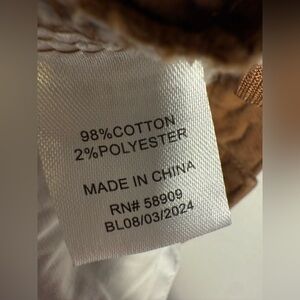 98%COTTON
2%POLYESTER
MADE IN CHINA
RN# 58909
BL08/03/2024